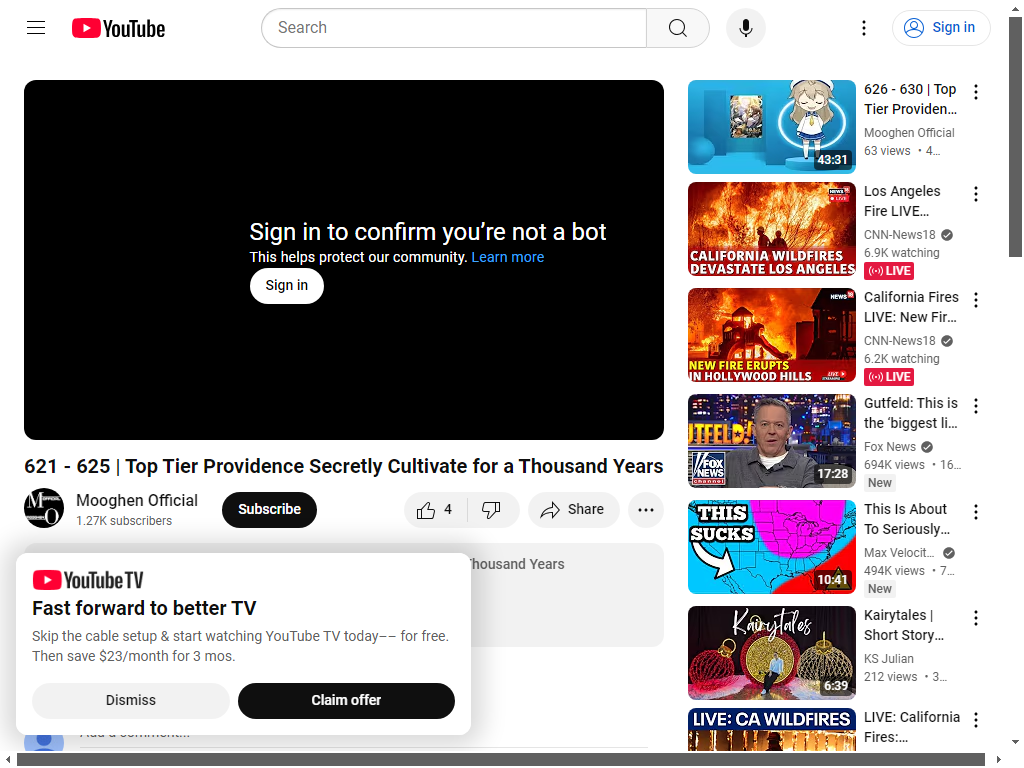 YouTube
Search
Sign in
Sign in to confirm you’re not a bot
This helps protect our community. Learn more
Sign in
621 - 625 | Top Tier Providence Secretly Cultivate for a Thousand Years
Mooghen Official
1.27K subscribers
Subscribe
4
Share
Thousand Years
YouTube TV
Fast forward to better TV
Skip the cable setup & start watching YouTube TV today–– for free.
Then save $23/month for 3 mos.
Dismiss
Claim offer
Add a comment...
43:31
626 - 630 | Top
Tier Providen…
Mooghen Official
63 views • 4…
NEWS18
LIVE
CALIFORNIA WILDFIRES
DEVASTATE LOS ANGELES
Los Angeles
Fire LIVE…
CNN-News18
6.9K watching
LIVE
NEWS18
NEW FIRE ERUPTS
IN HOLLYWOOD HILLS
LIVE
California Fires
LIVE: New Fir…
CNN-News18
6.2K watching
LIVE
GUTFELD!
FOX
NEWS
channel
17:28
Gutfeld: This is
the ‘biggest li…
Fox News
694K views • 16…
New
THIS
SUCKS
10:41
This Is About
To Seriously…
Max Velocit…
494K views • 7…
New
Kairytales
6:39
Kairytales |
Short Story…
KS Julian
212 views • 3…
LIVE: CA WILDFIRES
LIVE: California
Fires:…